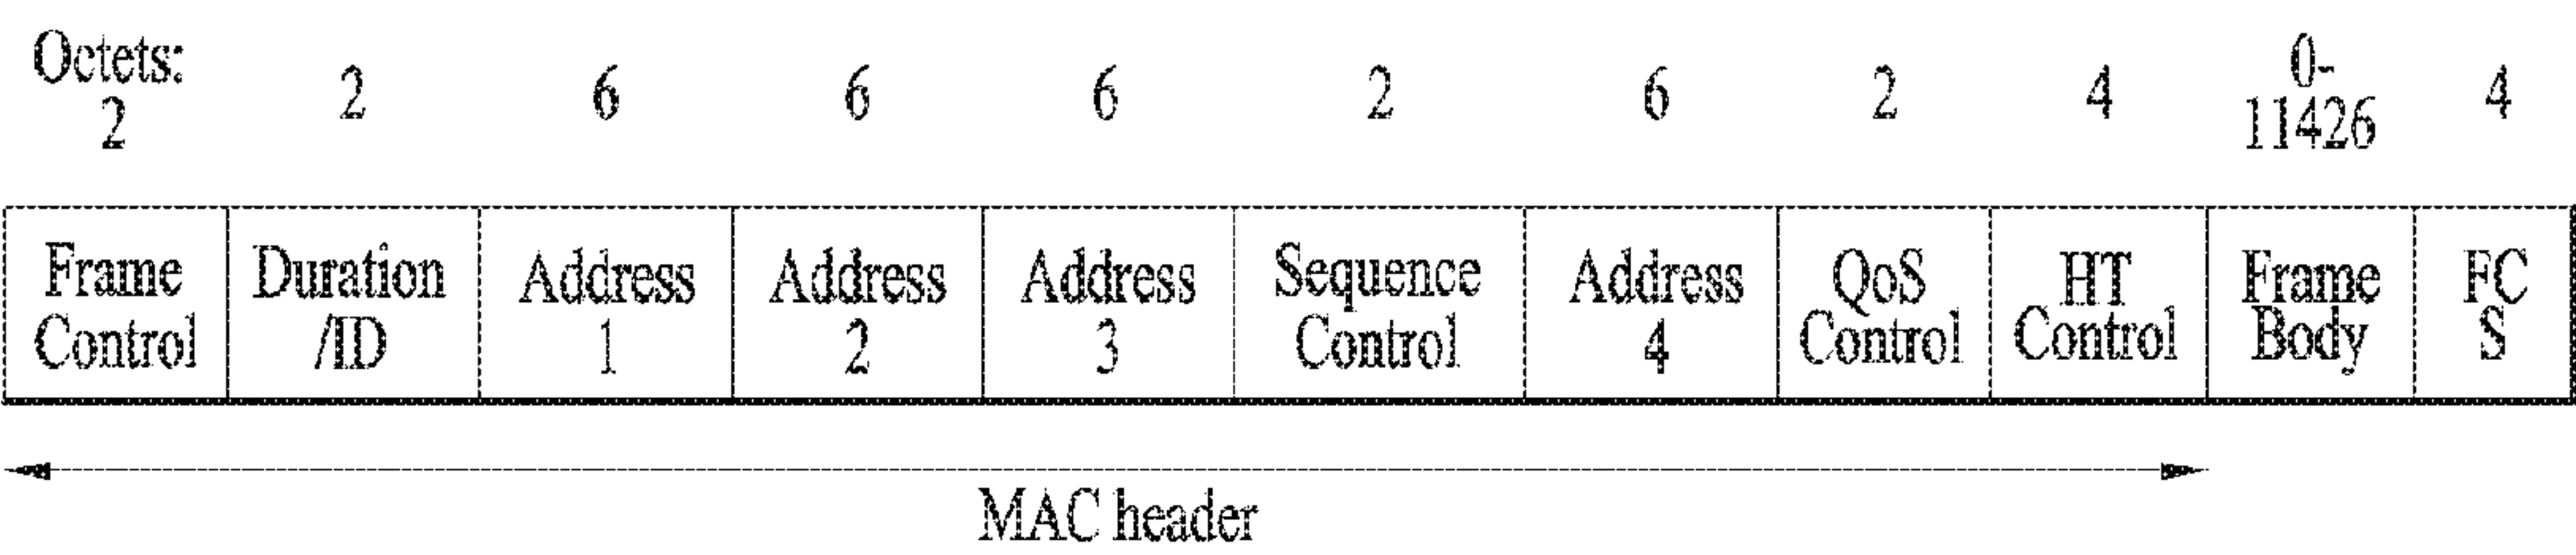 Octets:
2 2 6 6 6 2 6 2 4 0-
11426 4
Frame Control
Duration /ID
Address 1
Address 2
Address 3
Sequence Control
Address 4
QoS Control
HT Control
Frame Body
FC S
MAC header